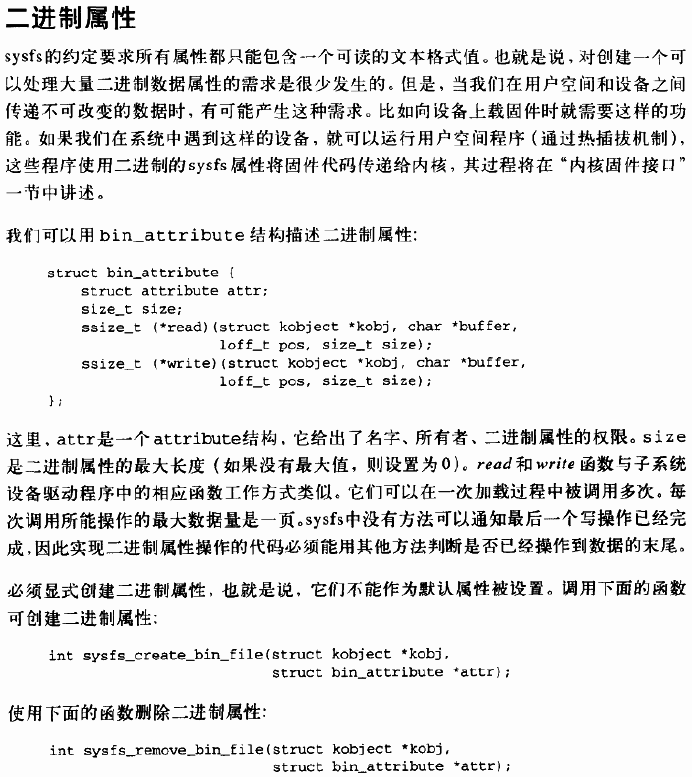 二进制属性
sysfs的约定要求所有属性都只能包含一个可读的文本格式值。也就是说，对创建一个可
以处理大量二进制数据属性的需求是很少发生的。但是，当我们在用户空间和设备之间
传递不可改变的数据时，有可能产生这种需求。比如向设备上载固件时就需要这样的功
能。如果我们在系统中遇到这样的设备，就可以运行用户空间程序（通过热插拔机制），
这些程序使用二进制的sysfs属性将固件代码传递给内核，其过程将在“内核固件接口”
一节中讲述。
我们可以用bin_attribute结构描述二进制属性：
struct bin_attribute {
struct attribute attr;
size_t size;
ssize_t (*read)(struct kobject *kobj, char *buffer,
loff_t pos, size_t size);
ssize_t (*write)(struct kobject *kobj, char *buffer,
loff_t pos, size_t size);
};
这里，attr是一个attribute结构，它给出了名字、所有者、二进制属性的权限。size
是二进制属性的最大长度（如果没有最大值，则设置为0）。read和write函数与子系统
设备驱动程序中的相应函数工作方式类似。它们可以在一次加载过程中被调用多次。每
次调用所能操作的最大数据量是一页。sysfs中没有方法可以通知最后一个写操作已经完
成，因此实现二进制属性操作的代码必须能用其他方法判断是否已经操作到数据的末尾。
必须显式创建二进制属性，也就是说，它们不能作为默认属性被设置。调用下面的函数
可创建二进制属性：
int sysfs_create_bin_file(struct kobject *kobj,
struct bin_attribute *attr);
使用下面的函数删除二进制属性：
int sysfs_remove_bin_file(struct kobject *kobj,
struct bin_attribute *attr);